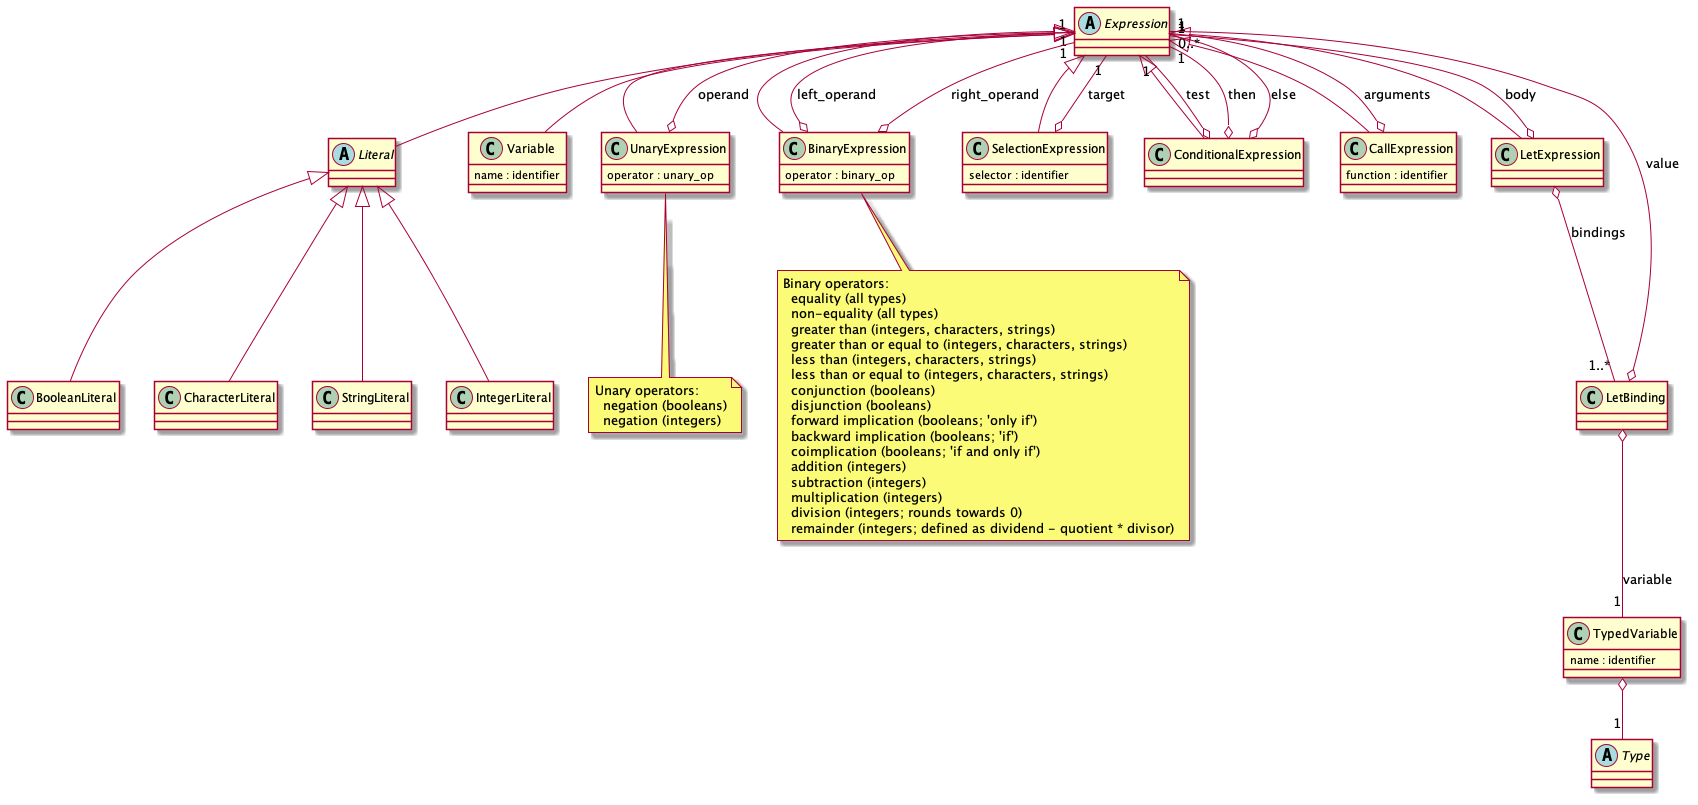 A Expression
1
1
1
1
1
1
0..*
1
operand
left_operand
right_operand
target
test
then
else
arguments
body
value
A Literal
C Variable
name : identifier
C UnaryExpression
operator : unary_op
C BinaryExpression
operator : binary_op
C SelectionExpression
selector : identifier
C ConditionalExpression
C CallExpression
function : identifier
C LetExpression
bindings
1..*
Binary operators:
equality (all types)
non-equality (all types)
greater than (integers, characters, strings)
greater than or equal to (integers, characters, strings)
less than (integers, characters, strings)
less than or equal to (integers, characters, strings)
conjunction (booleans)
disjunction (booleans)
forward implication (booleans; 'only if')
backward implication (booleans; 'if')
coimplication (booleans; 'if and only if')
addition (integers)
subtraction (integers)
multiplication (integers)
division (integers; rounds towards 0)
remainder (integers; defined as dividend - quotient * divisor)
C BooleanLiteral
C CharacterLiteral
C StringLiteral
C IntegerLiteral
Unary operators:
negation (booleans)
negation (integers)
C LetBinding
variable
1
C TypedVariable
name : identifier
1
A Type